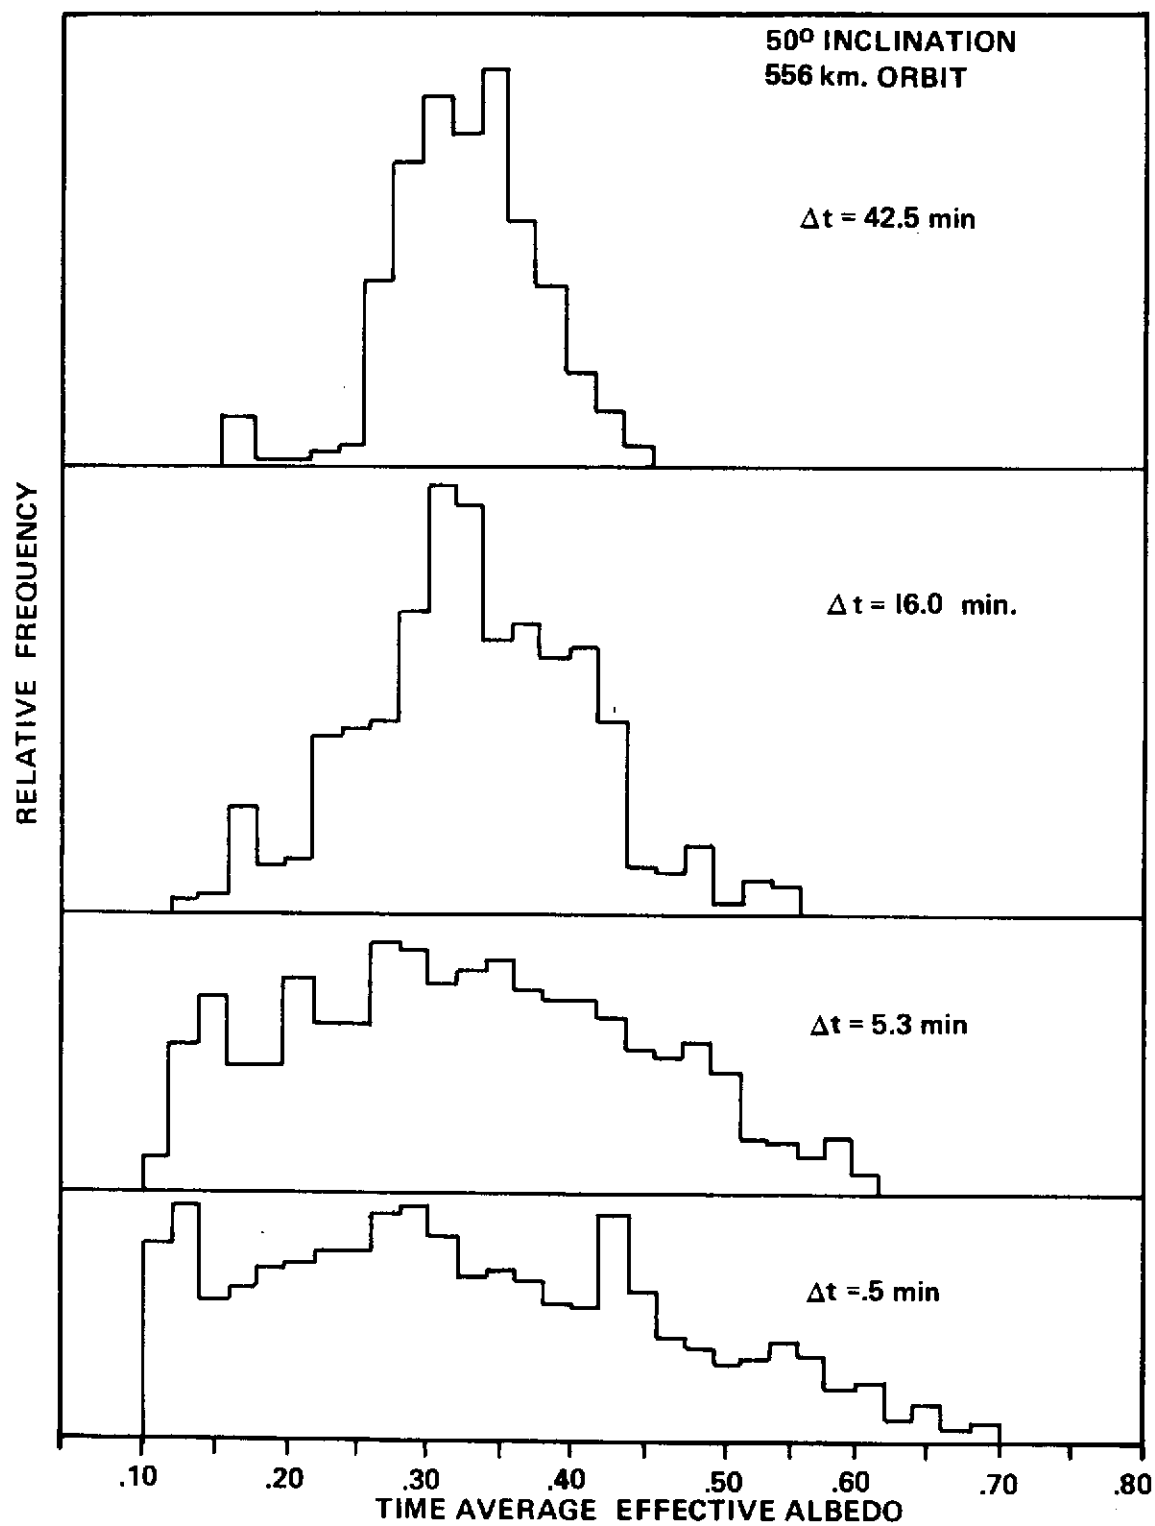 50º INCLINATION
556 km. ORBIT
Δt = 42.5 min
Δt = 16.0 min.
Δt = 5.3 min
Δt =.5 min
RELATIVE FREQUENCY
.10 .20 .30 .40 .50 .60 .70 .80
TIME AVERAGE EFFECTIVE ALBEDO